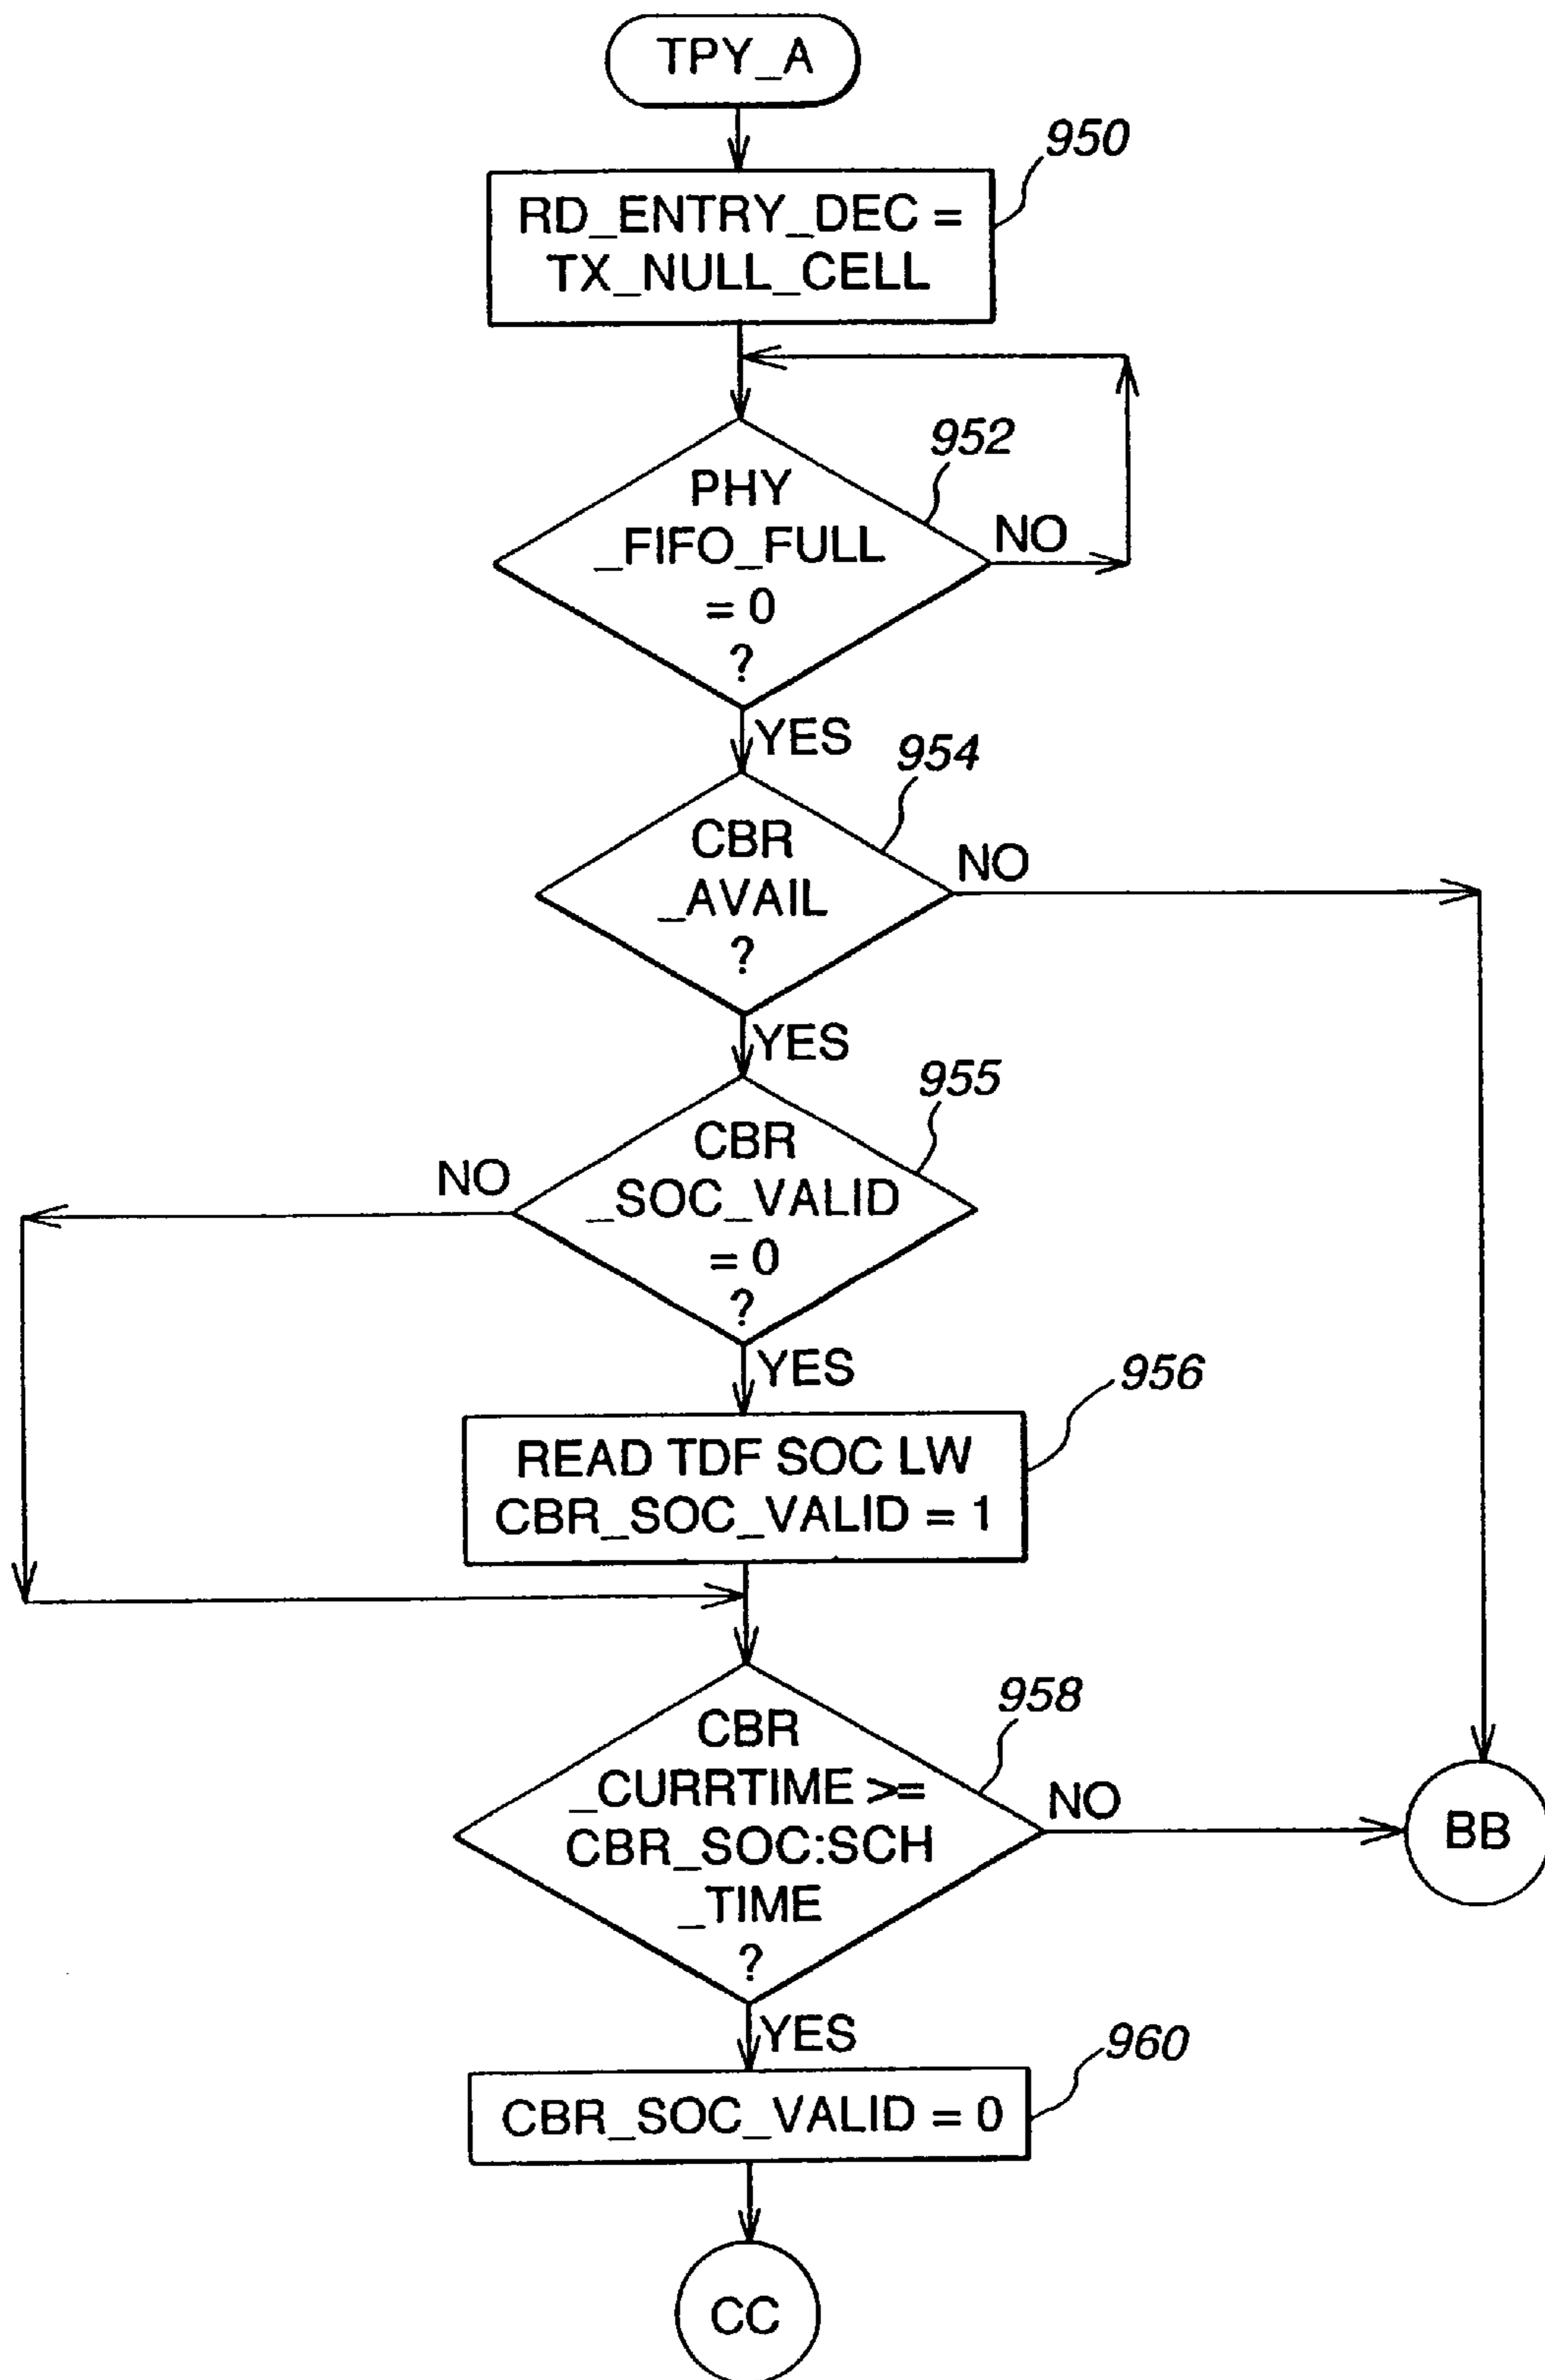 TPY_A
950
RD_ENTRY_DEC =
TX_NULL_CELL
952
PHY
_FIFO_FULL
= 0
?
NO
YES
954
CBR
_AVAIL
?
NO
YES
955
CBR
_SOC_VALID
= 0
?
NO
YES
956
READ TDF SOC LW
CBR_SOC_VALID = 1
958
CBR
_CURRTIME >=
CBR_SOC:SCH
_TIME
?
NO
BB
YES
960
CBR_SOC_VALID = 0
CC